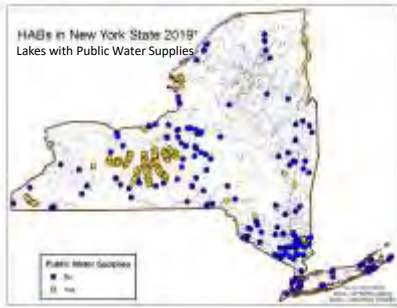 HABs in New York State 2019*
Lakes with Public Water Supplies
Public Water Supplies
No
Yes